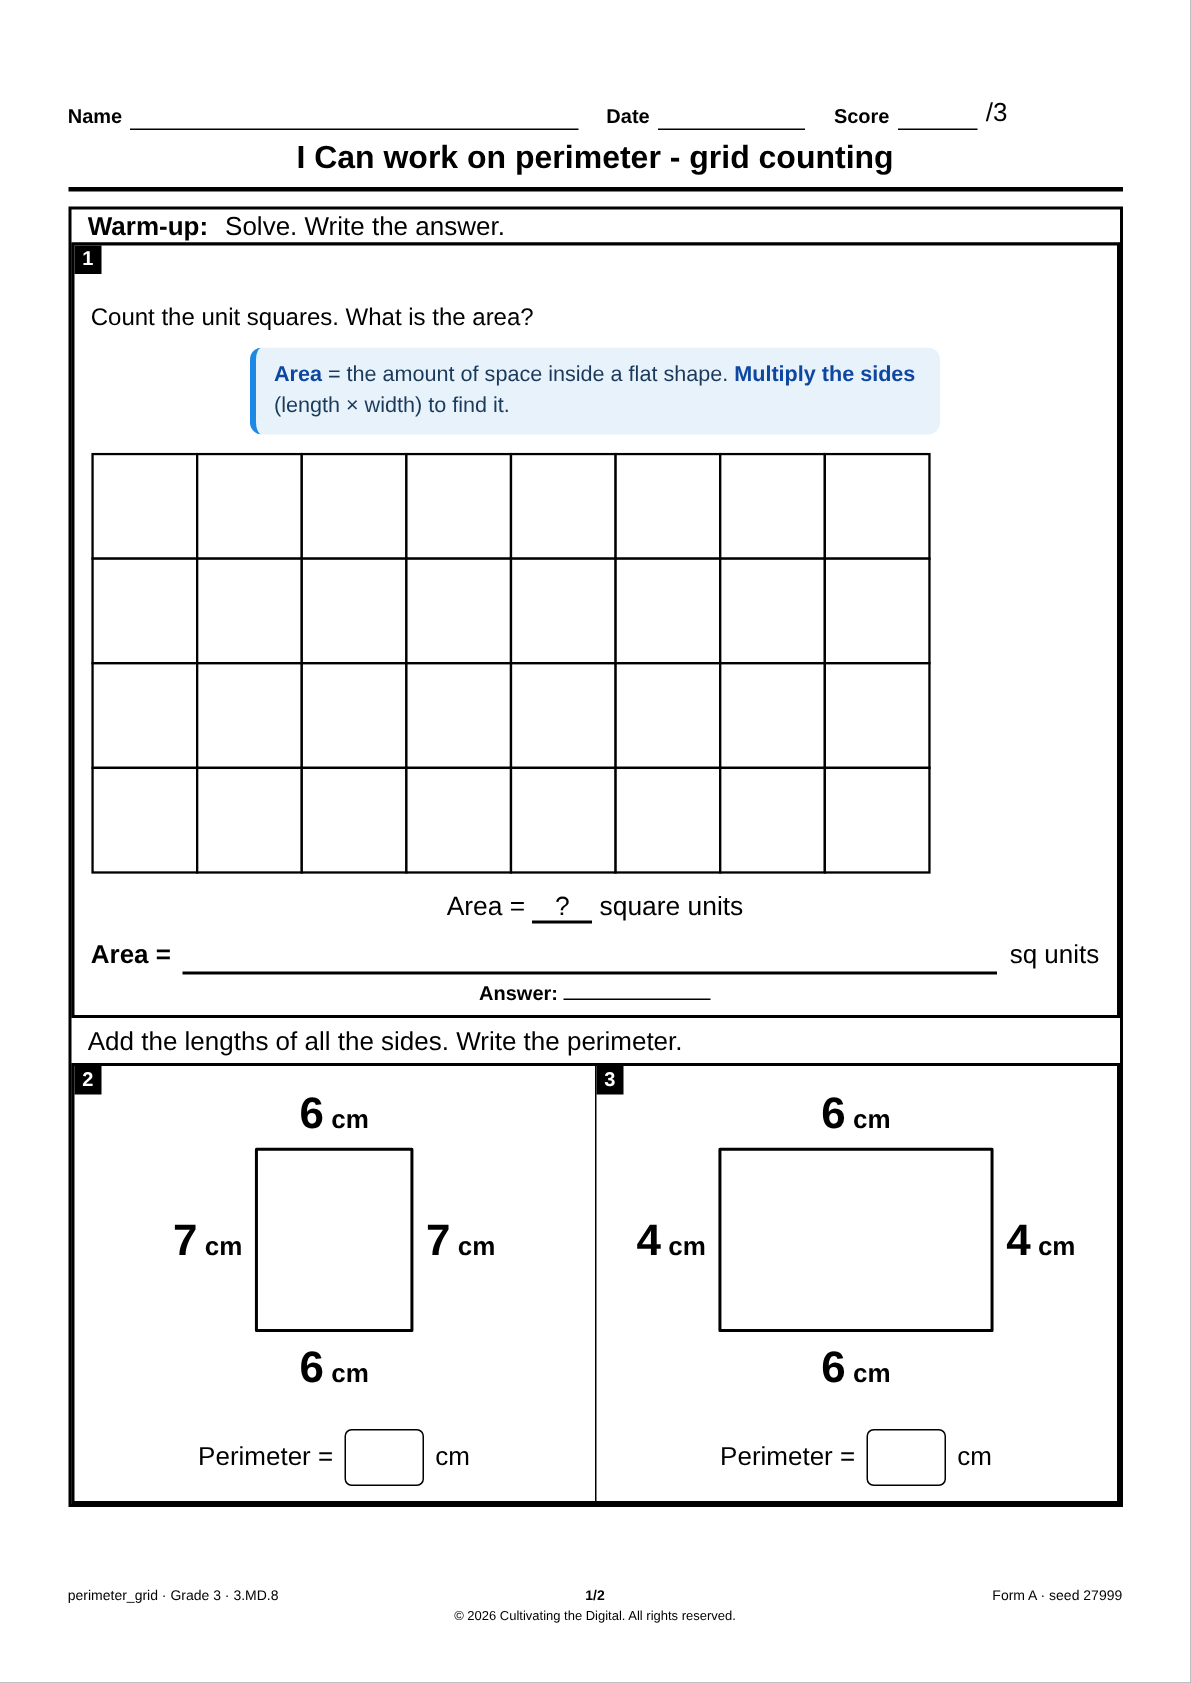 Name Date Score /3
I Can work on perimeter - grid counting
Warm-up: Solve. Write the answer.
1
Count the unit squares. What is the area?
Area = the amount of space inside a flat shape. Multiply the sides
(length × width) to find it.
Area = ? square units
Area = sq units
Answer:
Add the lengths of all the sides. Write the perimeter.
2
6 cm
7 cm 7 cm
6 cm
Perimeter = cm
3
6 cm
4 cm 4 cm
6 cm
Perimeter = cm
perimeter_grid · Grade 3 · 3.MD.8 1/2 Form A · seed 27999
© 2026 Cultivating the Digital. All rights reserved.